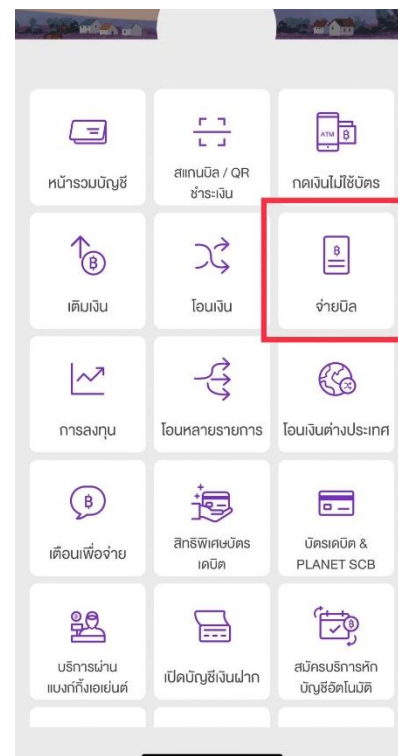 หน้ารวมบัญชี
สแกนบิล / QR
ชำระเงิน
ATM
฿
กดเงินไม่ใช้บัตร
฿
เติมเงิน
โอนเงิน
฿
จ่ายบิล
การลงทุน
โอนหลายรายการ
โอนเงินต่างประเทศ
฿
เตือนเพื่อจ่าย
สิทธิพิเศษบัตร
เดบิต
บัตรเดบิต &
PLANET SCB
฿
บริการผ่าน
แบงก์กิ้งเอเย่นต์
เปิดบัญชีเงินฝาก
฿
สมัครบริการหัก
บัญชีอัตโนมัติ